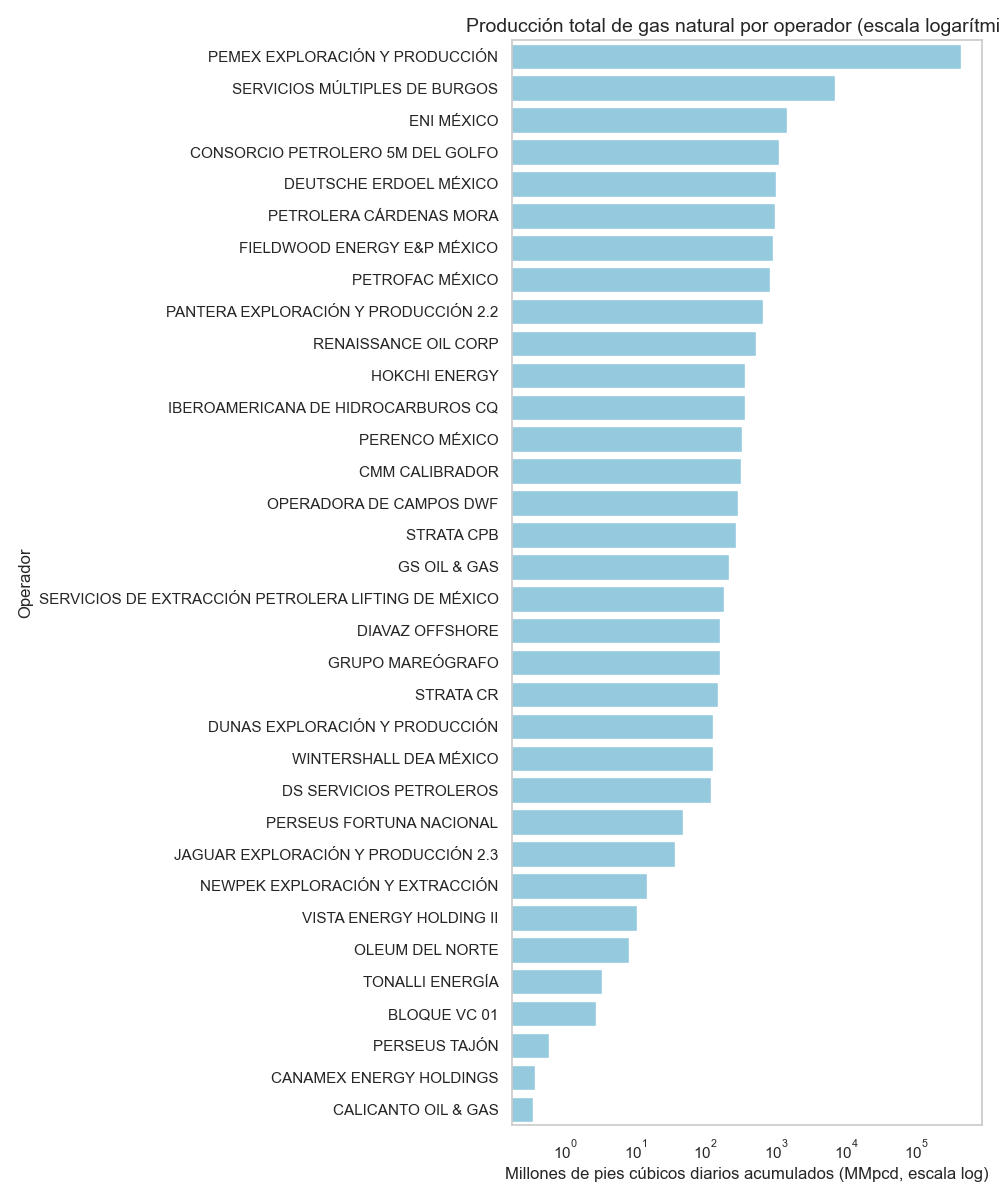 Producción total de gas natural por operador (escala logarítmi
PEMEX EXPLORACIÓN Y PRODUCCIÓN
SERVICIOS MÚLTIPLES DE BURGOS
ENI MÉXICO
CONSORCIO PETROLERO 5M DEL GOLFO
DEUTSCHE ERDOEL MÉXICO
PETROLERA CÁRDENAS MORA
FIELDWOOD ENERGY E&P MÉXICO
PETROFAC MÉXICO
PANTERA EXPLORACIÓN Y PRODUCCIÓN 2.2
RENAISSANCE OIL CORP
HOKCHI ENERGY
IBEROAMERICANA DE HIDROCARBUROS CQ
PERENCO MÉXICO
CMM CALIBRADOR
OPERADORA DE CAMPOS DWF
STRATA CPB
GS OIL & GAS
SERVICIOS DE EXTRACCIÓN PETROLERA LIFTING DE MÉXICO
DIAVAZ OFFSHORE
GRUPO MAREÓGRAFO
STRATA CR
DUNAS EXPLORACIÓN Y PRODUCCIÓN
WINTERSHALL DEA MÉXICO
DS SERVICIOS PETROLEROS
PERSEUS FORTUNA NACIONAL
JAGUAR EXPLORACIÓN Y PRODUCCIÓN 2.3
NEWPEK EXPLORACIÓN Y EXTRACCIÓN
VISTA ENERGY HOLDING II
OLEUM DEL NORTE
TONALLI ENERGÍA
BLOQUE VC 01
PERSEUS TAJÓN
CANAMEX ENERGY HOLDINGS
CALICANTO OIL & GAS
Operador
10⁰ 10¹ 10² 10³ 10⁴ 10⁵
Millones de pies cúbicos diarios acumulados (MMpcd, escala log)